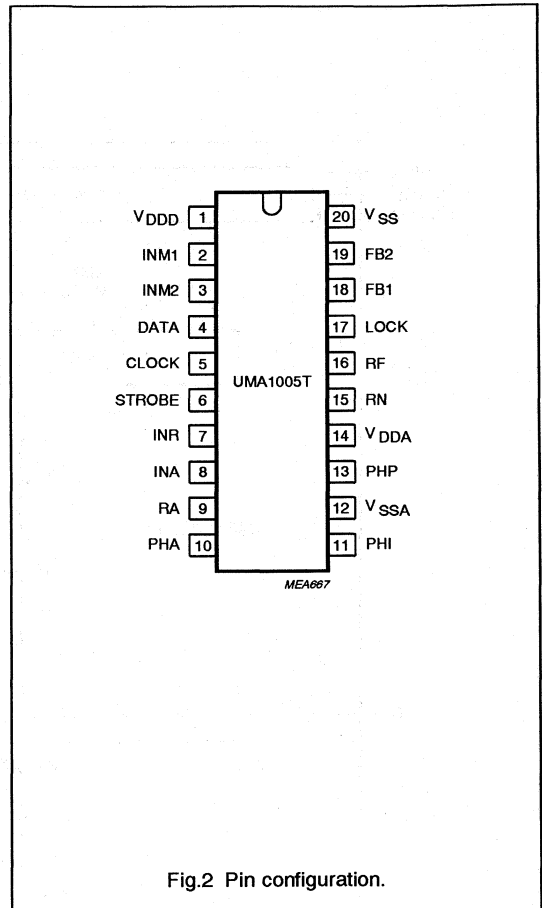 VDDD 1 20 VSS
INM1 2 19 FB2
INM2 3 18 FB1
DATA 4 17 LOCK
CLOCK 5 16 RF
UMA1005T
STROBE 6 15 RN
INR 7 14 VDDA
INA 8 13 PHP
RA 9 12 VSSA
PHA 10 11 PHI
MEA667
Fig.2 Pin configuration.